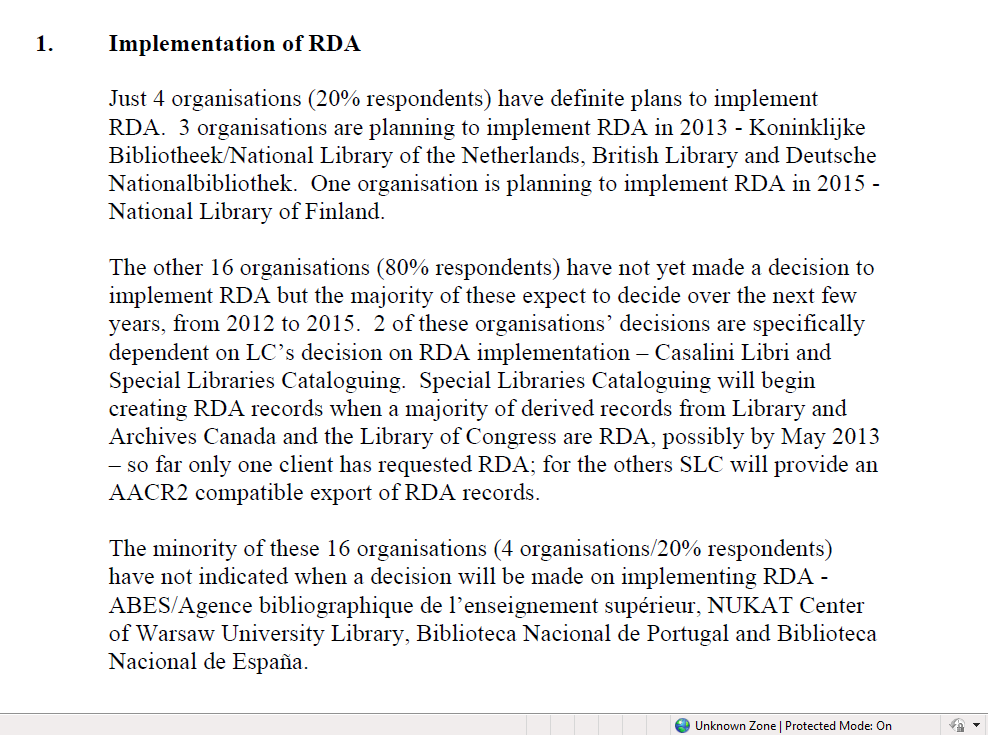 1. Implementation of RDA
Just 4 organisations (20% respondents) have definite plans to implement
RDA.  3 organisations are planning to implement RDA in 2013 - Koninklijke
Bibliotheek/National Library of the Netherlands, British Library and Deutsche
Nationalbibliothek.  One organisation is planning to implement RDA in 2015 -
National Library of Finland.
The other 16 organisations (80% respondents) have not yet made a decision to
implement RDA but the majority of these expect to decide over the next few
years, from 2012 to 2015.  2 of these organisations’ decisions are specifically
dependent on LC’s decision on RDA implementation – Casalini Libri and
Special Libraries Cataloguing.  Special Libraries Cataloguing will begin
creating RDA records when a majority of derived records from Library and
Archives Canada and the Library of Congress are RDA, possibly by May 2013
– so far only one client has requested RDA; for the others SLC will provide an
AACR2 compatible export of RDA records.
The minority of these 16 organisations (4 organisations/20% respondents)
have not indicated when a decision will be made on implementing RDA -
ABES/Agence bibliographique de l’enseignement supérieur, NUKAT Center
of Warsaw University Library, Biblioteca Nacional de Portugal and Biblioteca
Nacional de España.
Unknown Zone | Protected Mode: On